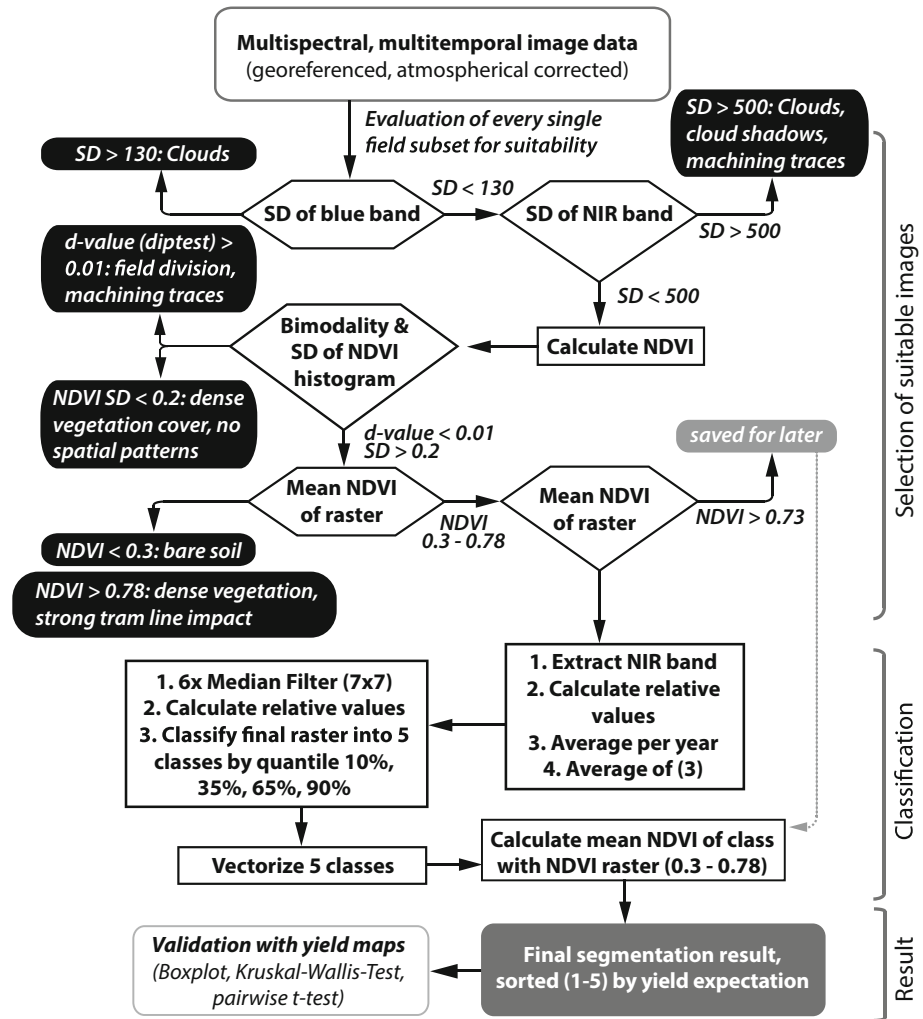 Multispectral, multitemporal image data
(georeferenced, atmospherical corrected)
Evaluation of every single
field subset for suitability
SD > 500: Clouds,
cloud shadows,
machining traces
SD > 130: Clouds
SD of blue band
SD < 130
SD of NIR band
SD > 500
d-value (diptest) >
0.01: field division,
machining traces
SD < 500
Bimodality &
SD of NDVI
histogram
Calculate NDVI
NDVI SD < 0.2: dense
vegetation cover, no
spatial patterns
d-value < 0.01
SD > 0.2
saved for later
Mean NDVI
of raster
NDVI
0.3 - 0.78
Mean NDVI
of raster
NDVI > 0.73
NDVI < 0.3: bare soil
NDVI > 0.78: dense vegetation,
strong tram line impact
Selection of suitable images
1. Extract NIR band
2. Calculate relative
values
3. Average per year
4. Average of (3)
1. 6x Median Filter (7x7)
2. Calculate relative values
3. Classify final raster into 5
classes by quantile 10%,
35%, 65%, 90%
Vectorize 5 classes
Calculate mean NDVI of class
with NDVI raster (0.3 - 0.78)
Classification
Validation with yield maps
(Boxplot, Kruskal-Wallis-Test,
pairwise t-test)
Final segmentation result,
sorted (1-5) by yield expectation
Result